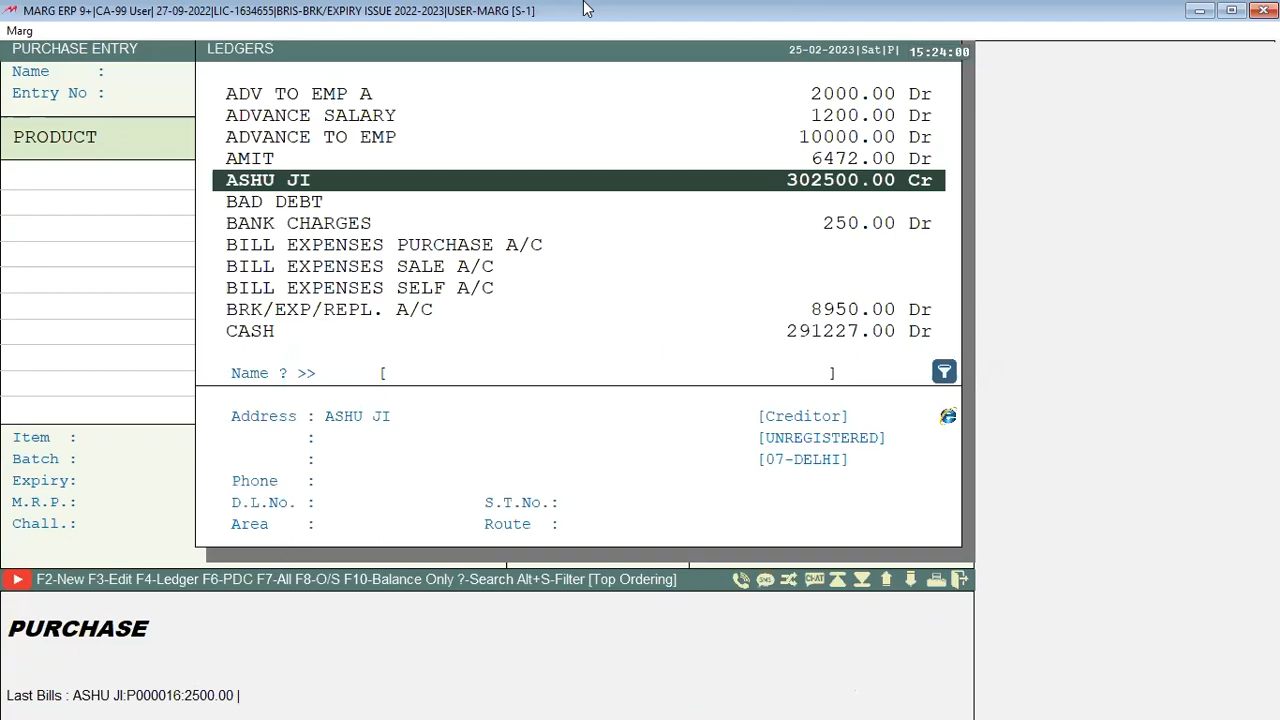 MARG ERP 9+|CA-99 User| 27-09-2022|LIC-1634655|BRIS-BRK/EXPIRY ISSUE 2022-2023|USER-MARG [S-1]
Marg
PURCHASE ENTRY
LEDGERS
25-02-2023|Sat|P| 15:24:00
Name :
Entry No :
PRODUCT
ADV TO EMP A 2000.00 Dr
ADVANCE SALARY 1200.00 Dr
ADVANCE TO EMP 10000.00 Dr
AMIT 6472.00 Dr
ASHU JI 302500.00 Cr
BAD DEBT
BANK CHARGES 250.00 Dr
BILL EXPENSES PURCHASE A/C
BILL EXPENSES SALE A/C
BILL EXPENSES SELF A/C
BRK/EXP/REPL. A/C 8950.00 Dr
CASH 291227.00 Dr
Name ? >> [ ]
Address : ASHU JI [Creditor]
: [UNREGISTERED]
: [07-DELHI]
Phone :
D.L.No. : S.T.No.:
Area : Route :
Item :
Batch :
Expiry:
M.R.P.:
Chall.:
F2-New F3-Edit F4-Ledger F6-PDC F7-All F8-O/S F10-Balance Only ?-Search Alt+S-Filter [Top Ordering]
SMS
CHAT
PURCHASE
Last Bills : ASHU JI:P000016:2500.00 |